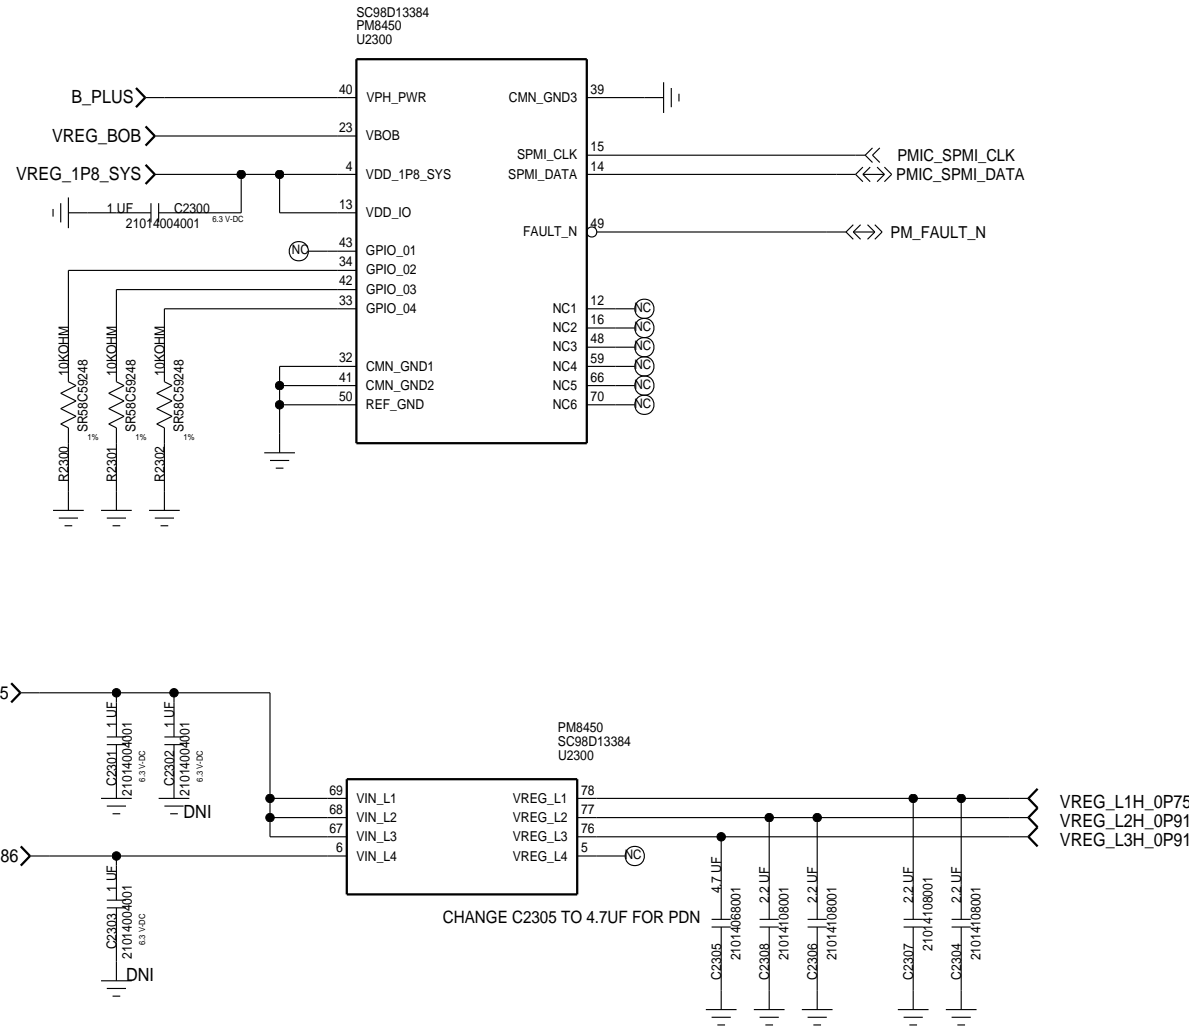 SC98D13384
PM8450
U2300
B_PLUS
40
VPH_PWR
CMN_GND3
39
VREG_BOB
23
VBOB
SPMI_CLK
15
PMIC_SPMI_CLK
VREG_1P8_SYS
4
VDD_1P8_SYS
SPMI_DATA
14
PMIC_SPMI_DATA
1 UF
C2300
6.3 V-DC
21014004001
13
VDD_IO
FAULT_N
49
PM_FAULT_N
NC
43
GPIO_01
34
GPIO_02
42
GPIO_03
33
GPIO_04
NC1
12
NC
NC2
16
NC
NC3
48
NC
NC4
59
NC
NC5
66
NC
NC6
70
NC
32
CMN_GND1
41
CMN_GND2
50
REF_GND
10KOHM
SR58C59248
1%
R2300
10KOHM
SR58C59248
1%
R2301
10KOHM
SR58C59248
1%
R2302
5
1 UF
C2301
21014004001
6.3 V-DC
1 UF
C2302
21014004001
6.3 V-DC
DNI
PM8450
SC98D13384
U2300
69
VIN_L1
VREG_L1
78
VREG_L1H_0P75
68
VIN_L2
VREG_L2
77
VREG_L2H_0P91
67
VIN_L3
VREG_L3
76
VREG_L3H_0P91
86
6
VIN_L4
VREG_L4
5
NC
1 UF
C2303
21014004001
6.3 V-DC
DNI
CHANGE C2305 TO 4.7UF FOR PDN
4.7 UF
C2305
21014068001
2.2 UF
C2308
21014108001
2.2 UF
C2306
21014108001
2.2 UF
C2307
21014108001
2.2 UF
C2304
21014108001